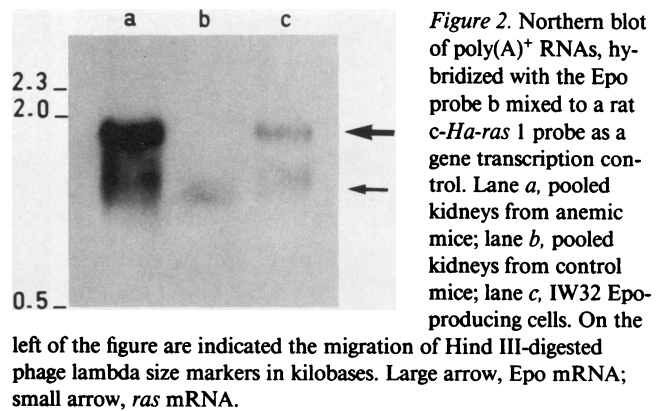 a b c
2.3
2.0
0.5
Figure 2. Northern blot
of poly(A)+ RNAs, hy-
bridized with the Epo
probe b mixed to a rat
c-Ha-ras 1 probe as a
gene transcription con-
trol. Lane a, pooled
kidneys from anemic
mice; lane b, pooled
kidneys from control
mice; lane c, IW32 Epo-
producing cells. On the
left of the figure are indicated the migration of Hind III-digested
phage lambda size markers in kilobases. Large arrow, Epo mRNA;
small arrow, ras mRNA.